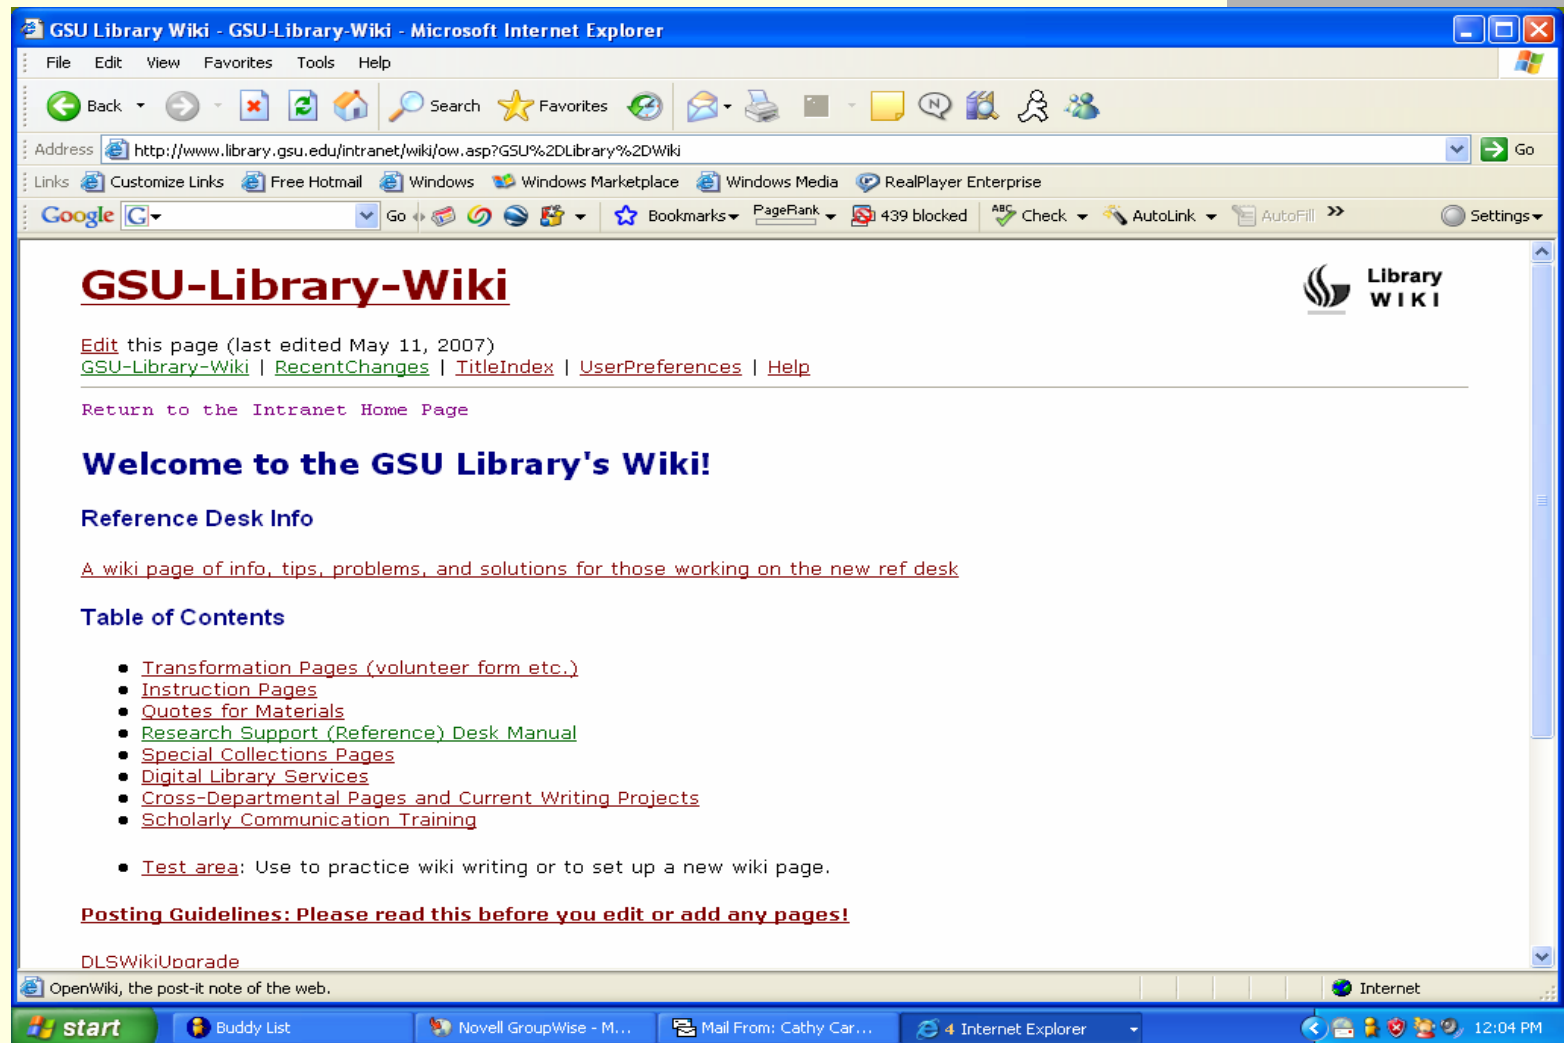 GSU Library Wiki - GSU-Library-Wiki - Microsoft Internet Explorer
File Edit View Favorites Tools Help
Back Search Favorites
Address http://www.library.gsu.edu/intranet/wiki/ow.asp?GSU%2DLibrary%2DWiki Go
Links Customize Links Free Hotmail Windows Windows Marketplace Windows Media RealPlayer Enterprise
Google G Go Bookmarks PageRank 439 blocked ABC Check AutoLink AutoFill >> Settings
GSU-Library-Wiki
Library
WIKI
Edit this page (last edited May 11, 2007)
GSU-Library-Wiki | RecentChanges | TitleIndex | UserPreferences | Help
Return to the Intranet Home Page
Welcome to the GSU Library's Wiki!
Reference Desk Info
A wiki page of info, tips, problems, and solutions for those working on the new ref desk
Table of Contents
Transformation Pages (volunteer form etc.)
Instruction Pages
Quotes for Materials
Research Support (Reference) Desk Manual
Special Collections Pages
Digital Library Services
Cross-Departmental Pages and Current Writing Projects
Scholarly Communication Training
Test area: Use to practice wiki writing or to set up a new wiki page.
Posting Guidelines: Please read this before you edit or add any pages!
DLSWikiUpgrade
OpenWiki, the post-it note of the web. Internet
start Buddy List Novell GroupWise - M... Mail From: Cathy Car... 4 Internet Explorer 12:04 PM